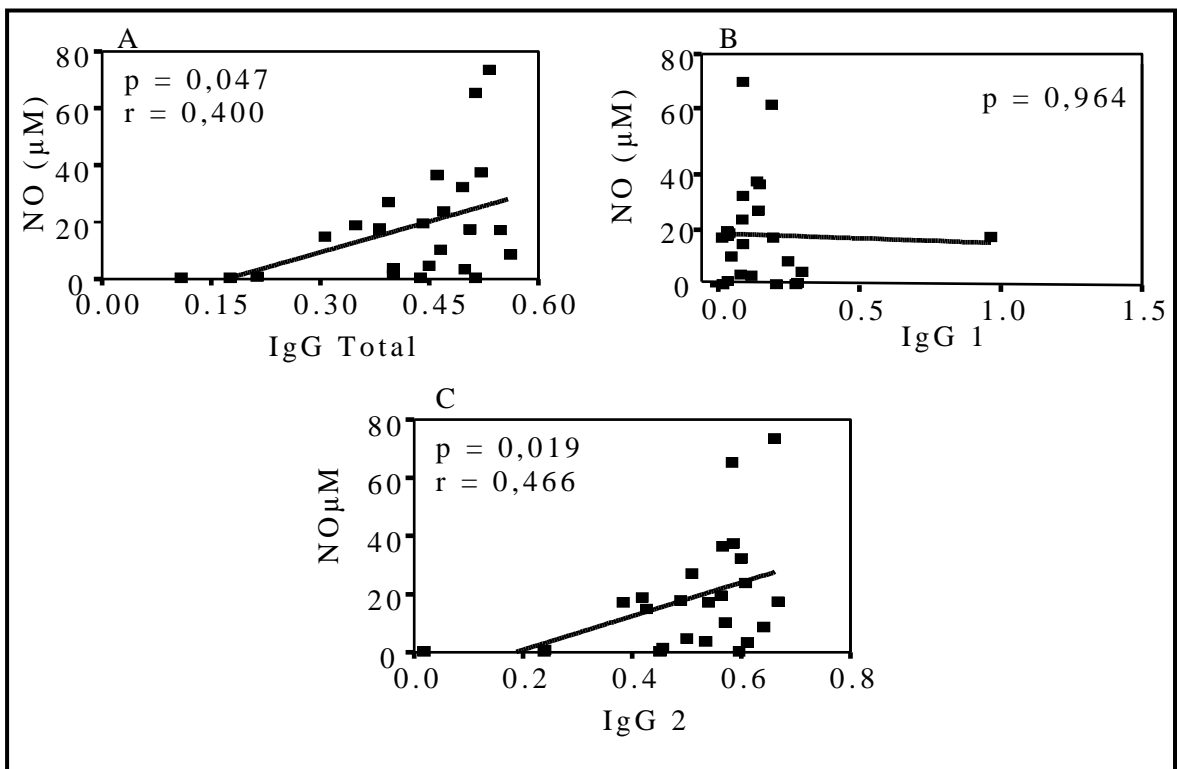 A
p = 0,047
r = 0,400
NO (µM)
80
60
40
20
0
0.00 0.15 0.30 0.45 0.60
IgG Total
B
p = 0,964
NO (µM)
80
60
40
20
0
0.0 0.5 1.0 1.5
IgG 1
C
p = 0,019
r = 0,466
NOµM
80
60
40
20
0
0.0 0.2 0.4 0.6 0.8
IgG 2